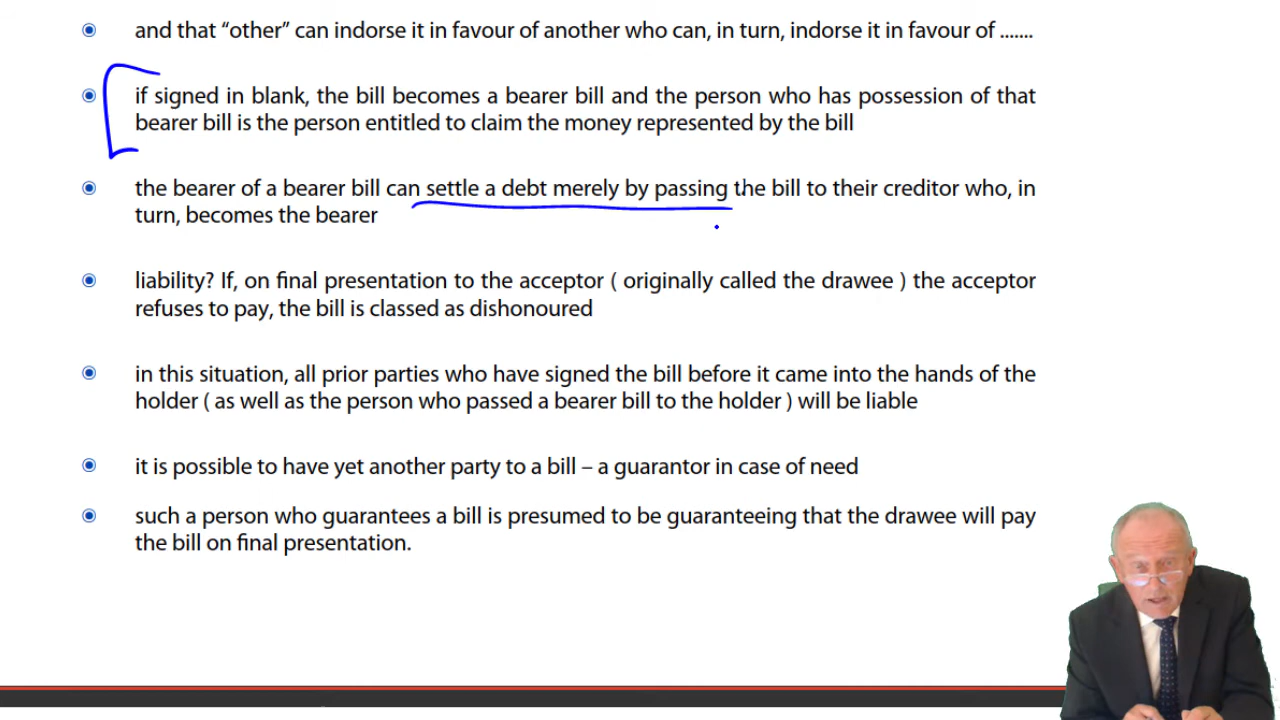 and that “other” can indorse it in favour of another who can, in turn, indorse it in favour of .......
if signed in blank, the bill becomes a bearer bill and the person who has possession of that
bearer bill is the person entitled to claim the money represented by the bill
the bearer of a bearer bill can settle a debt merely by passing the bill to their creditor who, in
turn, becomes the bearer
liability? If, on final presentation to the acceptor ( originally called the drawee ) the acceptor
refuses to pay, the bill is classed as dishonoured
in this situation, all prior parties who have signed the bill before it came into the hands of the
holder ( as well as the person who passed a bearer bill to the holder ) will be liable
it is possible to have yet another party to a bill – a guarantor in case of need
such a person who guarantees a bill is presumed to be guaranteeing that the drawee will pay
the bill on final presentation.